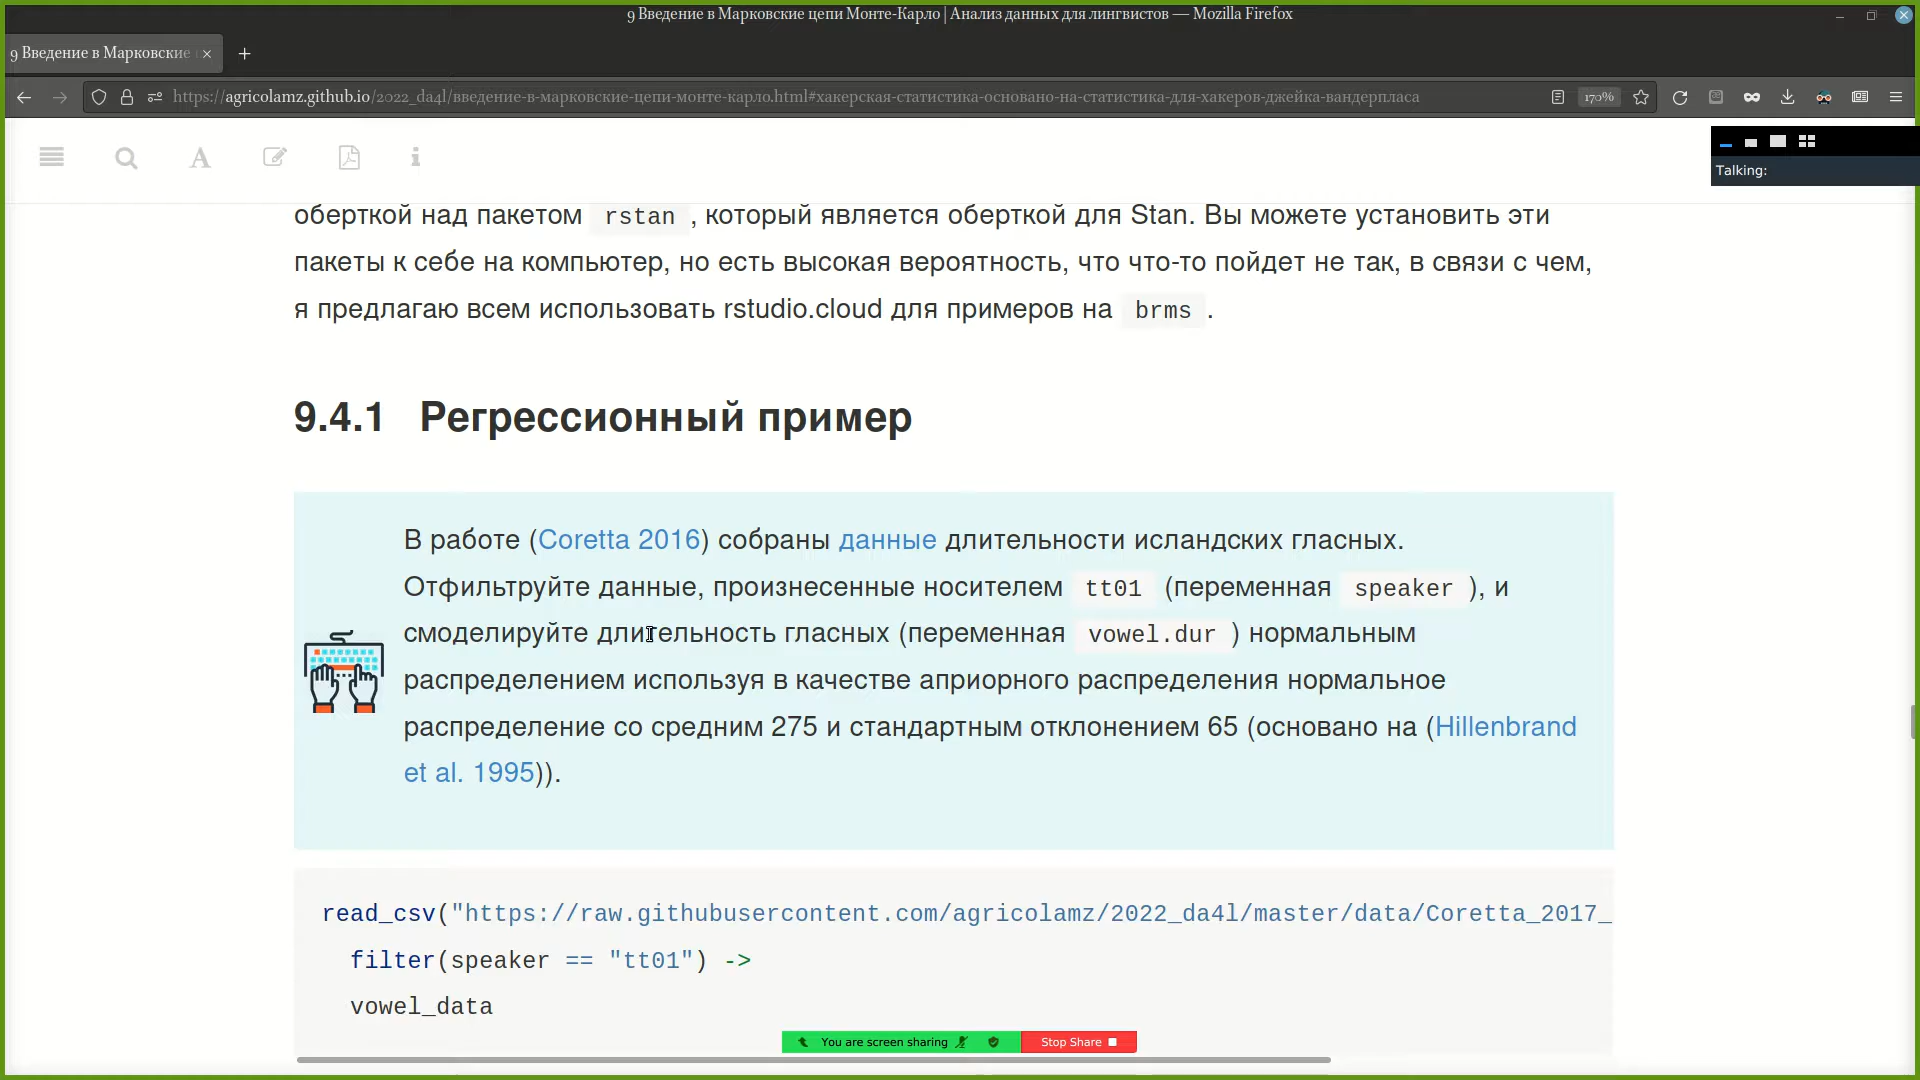 9 Введение в Марковские цепи Монте-Карло | Анализ данных для лингвистов — Mozilla Firefox
9 Введение в Марковские
https://agricolamz.github.io/2022_da4l/введение-в-марковские-цепи-монте-карло.html#хакерская-статистика-основано-на-статистика-для-хакеров-джейка-вандерпласа
170%
Talking:
оберткой над пакетом rstan , который является оберткой для Stan. Вы можете установить эти
пакеты к себе на компьютер, но есть высокая вероятность, что что-то пойдет не так, в связи с чем,
я предлагаю всем использовать rstudio.cloud для примеров на brms .
9.4.1 Регрессионный пример
В работе (Coretta 2016) собраны данные длительности исландских гласных.
Отфильтруйте данные, произнесенные носителем tt01 (переменная speaker ), и
смоделируйте длительность гласных (переменная vowel.dur ) нормальным
распределением используя в качестве априорного распределения нормальное
распределение со средним 275 и стандартным отклонением 65 (основано на (Hillenbrand
et al. 1995)).
read_csv("https://raw.githubusercontent.com/agricolamz/2022_da4l/master/data/Coretta_2017_
filter(speaker == "tt01") ->
vowel_data
You are screen sharing
Stop Share